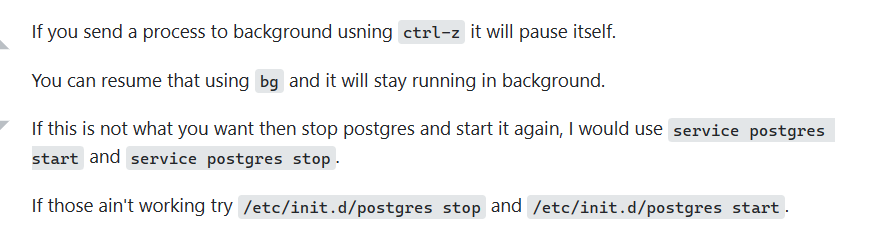 If you send a process to background usning ctrl-z it will pause itself.
You can resume that using bg and it will stay running in background.
If this is not what you want then stop postgres and start it again, I would use service postgres
start and service postgres stop.
If those ain't working try /etc/init.d/postgres stop and /etc/init.d/postgres start.